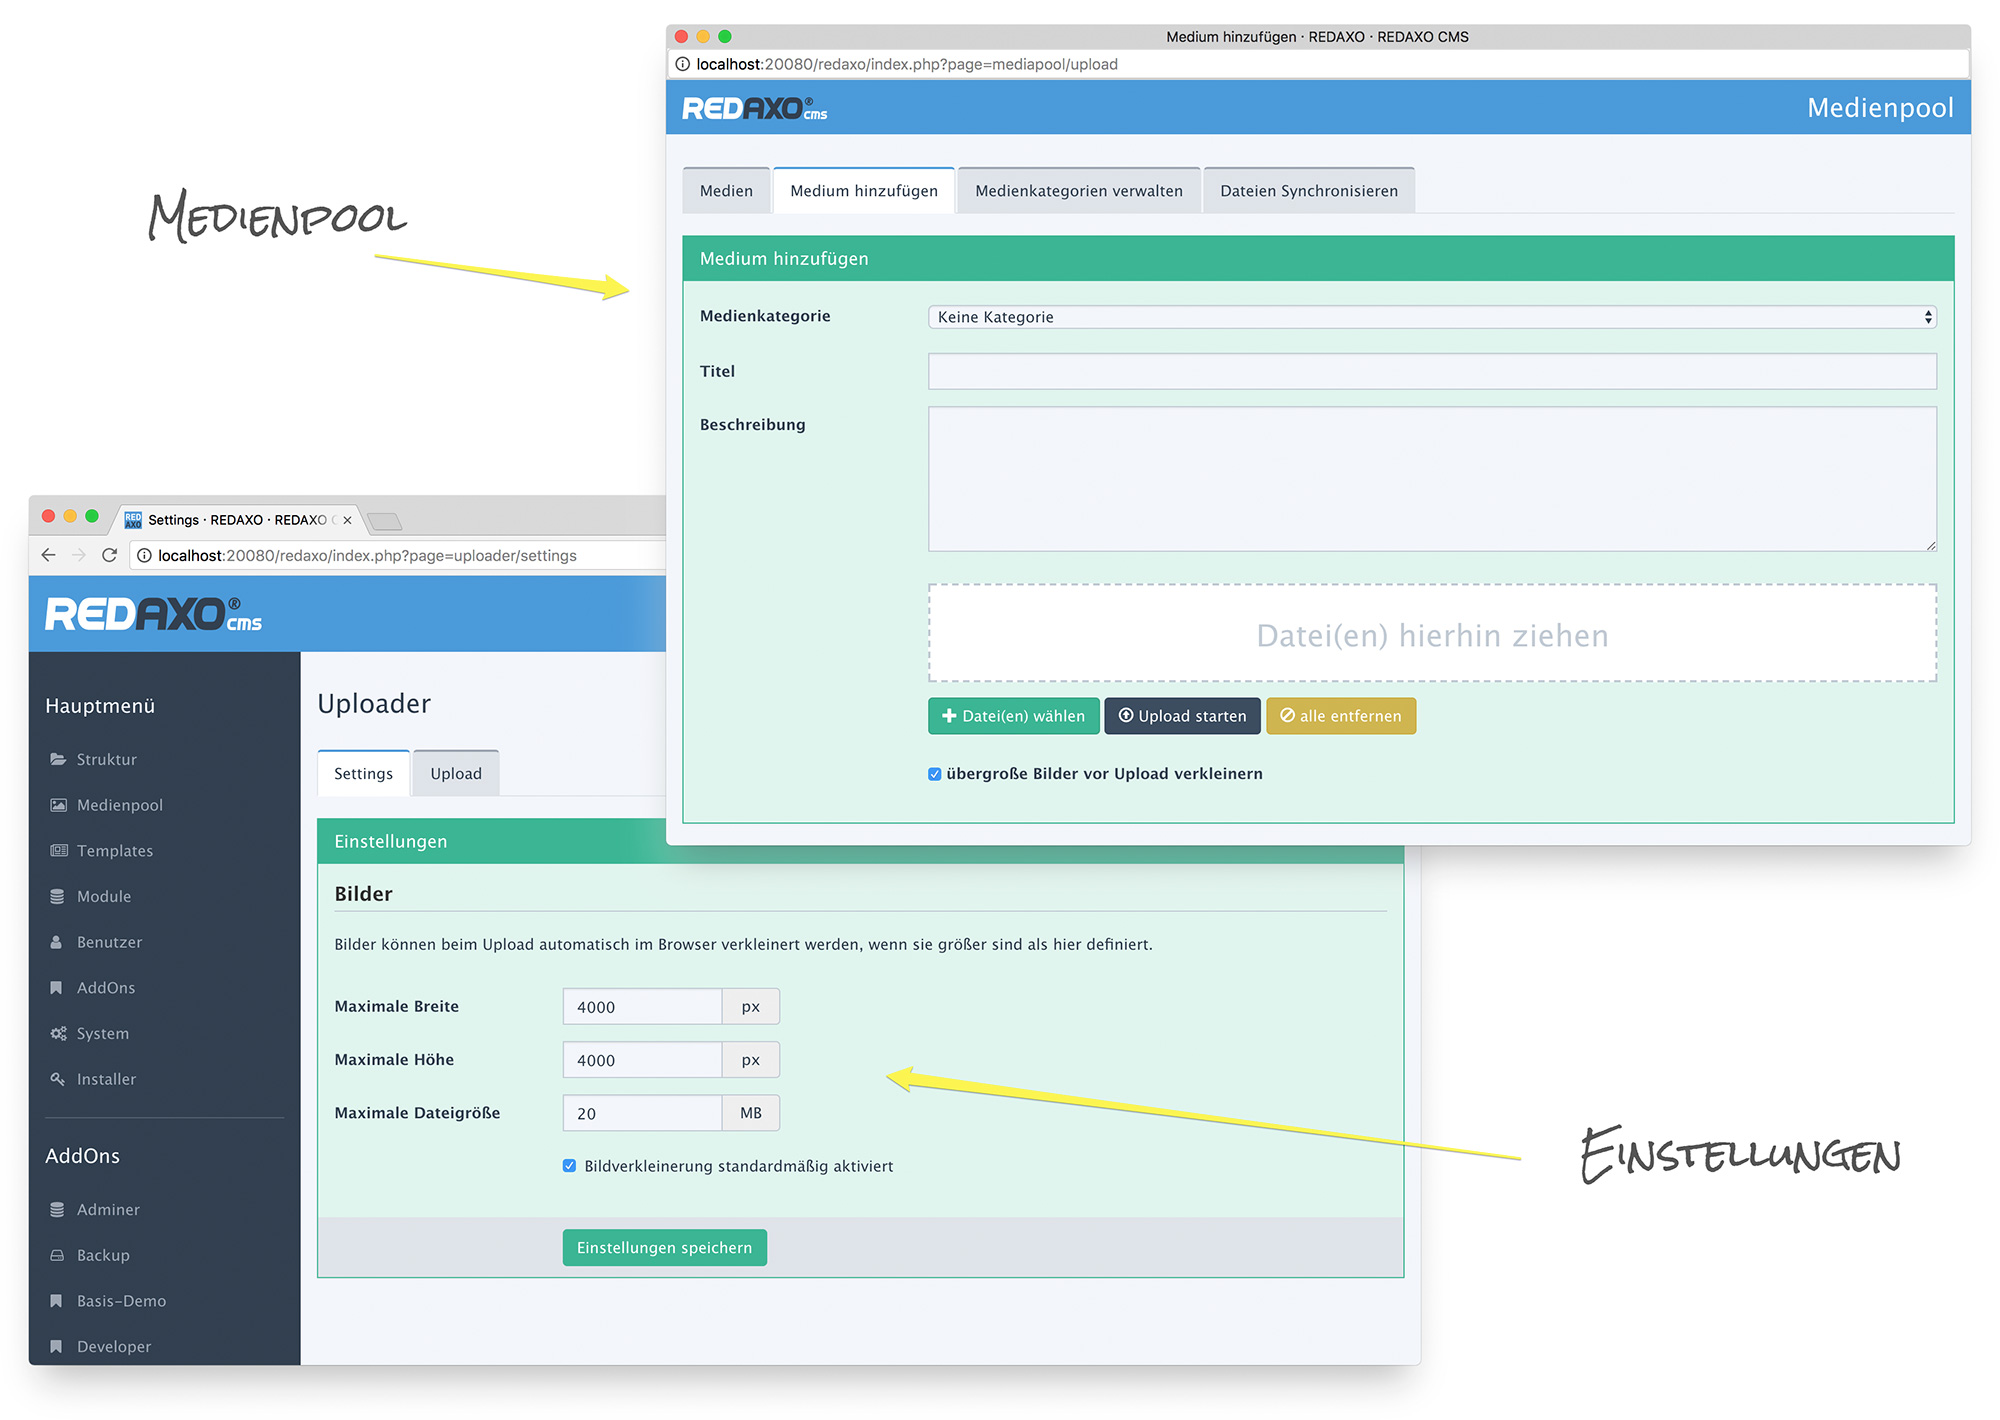 Medium hinzufügen · REDAXO · REDAXO CMS
localhost:20080/redaxo/index.php?page=mediapool/upload
REDAXO® cms
Medienpool
Medien
Medium hinzufügen
Medienkategorien verwalten
Dateien Synchronisieren
Medium hinzufügen
Medienkategorie
Keine Kategorie
Titel
Beschreibung
Datei(en) hierhin ziehen
Datei(en) wählen
Upload starten
alle entfernen
übergroße Bilder vor Upload verkleinern
MEDIENPOOL
Settings · REDAXO · REDAXO
localhost:20080/redaxo/index.php?page=uploader/settings
REDAXO® cms
Hauptmenü
Struktur
Medienpool
Templates
Module
Benutzer
AddOns
System
Installer
AddOns
Adminer
Backup
Basis-Demo
Developer
Uploader
Settings
Upload
Einstellungen
Bilder
Bilder können beim Upload automatisch im Browser verkleinert werden, wenn sie größer sind als hier definiert.
Maximale Breite 4000 px
Maximale Höhe 4000 px
Maximale Dateigröße 20 MB
Bildverkleinerung standardmäßig aktiviert
Einstellungen speichern
EINSTELLUNGEN